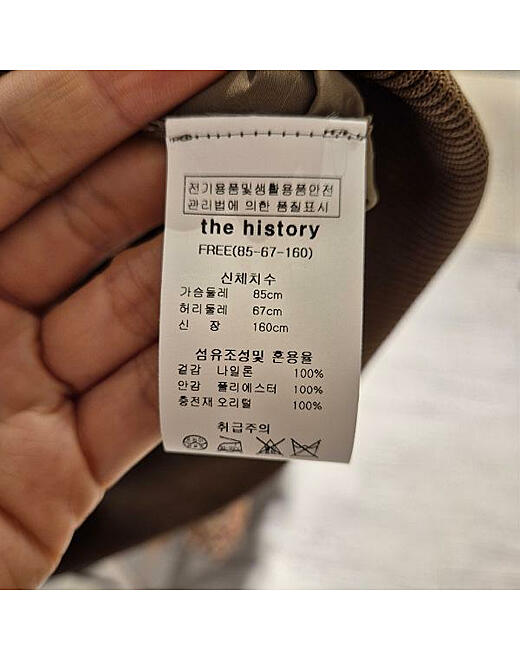 전기용품및생활용품안전
관리법에 의한 품질표시
the history
FREE(85-67-160)
신체치수
가슴둘레 85cm
허리둘레 67cm
신 장 160cm
섬유조성및 혼용율
겉감 나일론 100%
안감 폴리에스터 100%
충전재 오리털 100%
취급주의